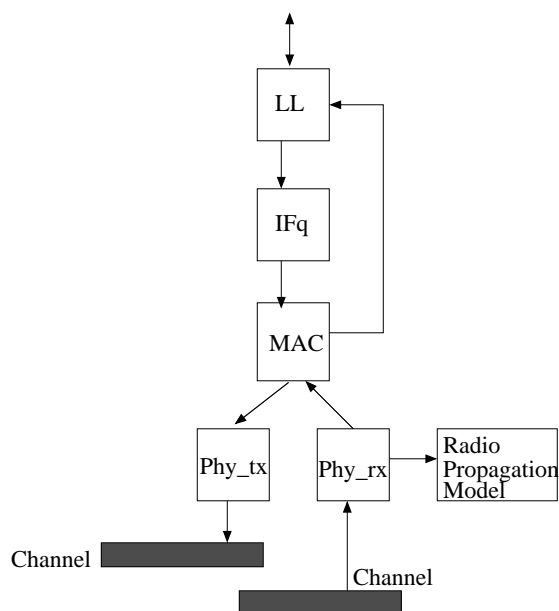 LL
IFq
MAC
Phy_tx
Phy_rx
Radio
Propagation
Model
Channel
Channel